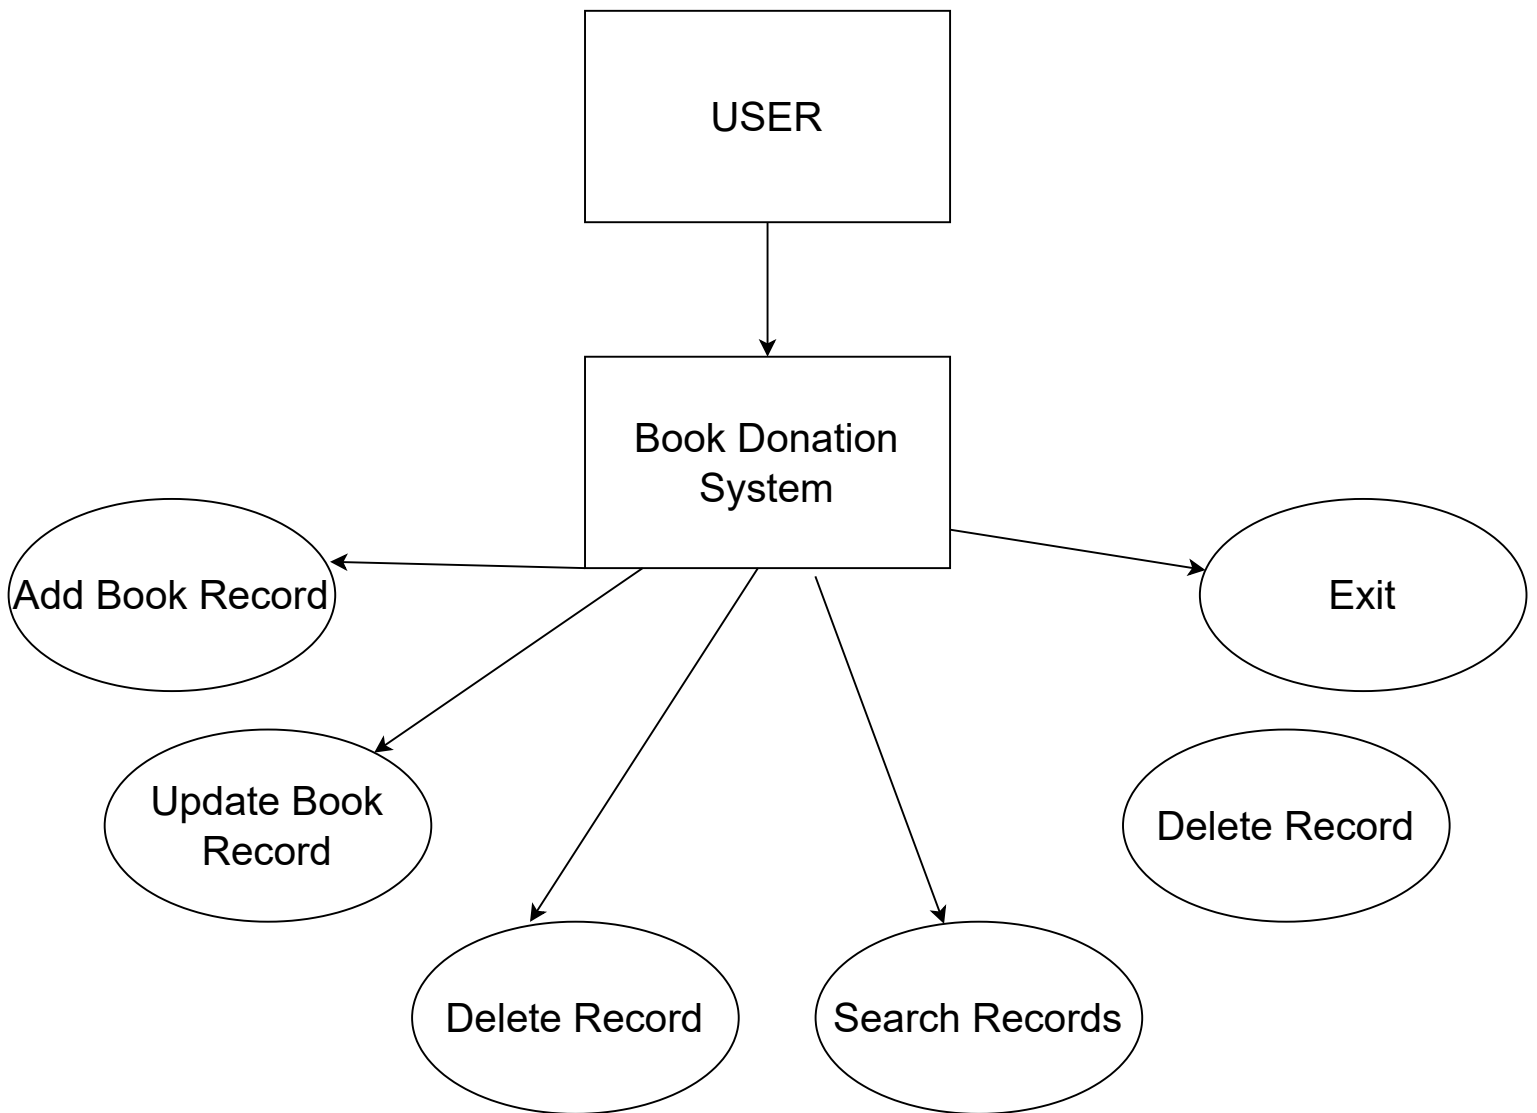 USER
Book Donation
System
Add Book Record
Exit
Update Book
Record
Delete Record
Delete Record
Search Records